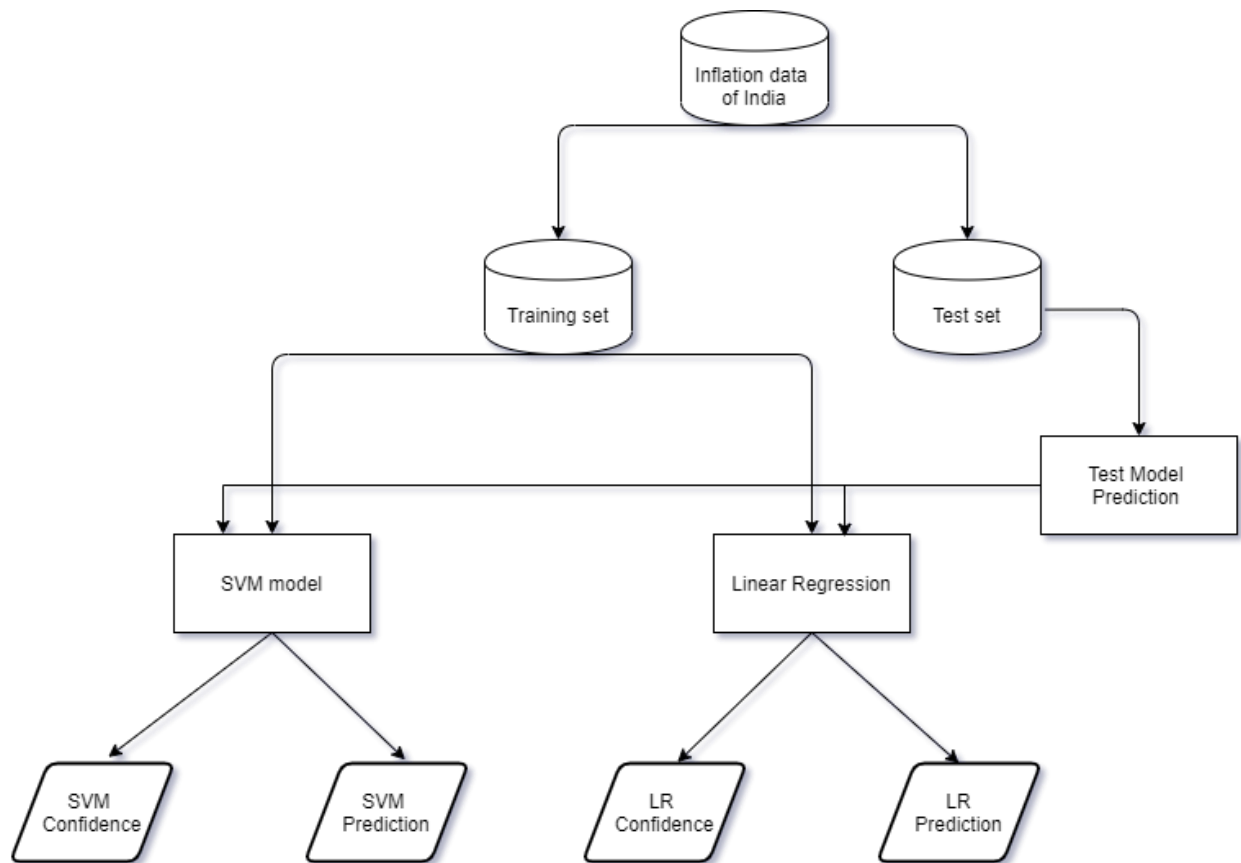 Inflation data
of India
Training set
Test set
Test Model
Prediction
SVM model
Linear Regression
SVM
Confidence
SVM
Prediction
LR
Confidence
LR
Prediction